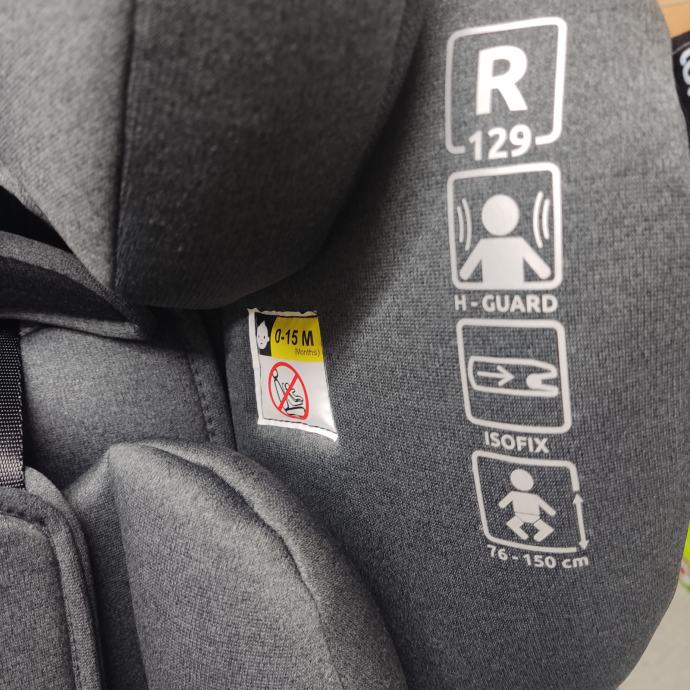 R
129
H - GUARD
0-15 M
(Months)
ISOFIX
76 - 150 cm